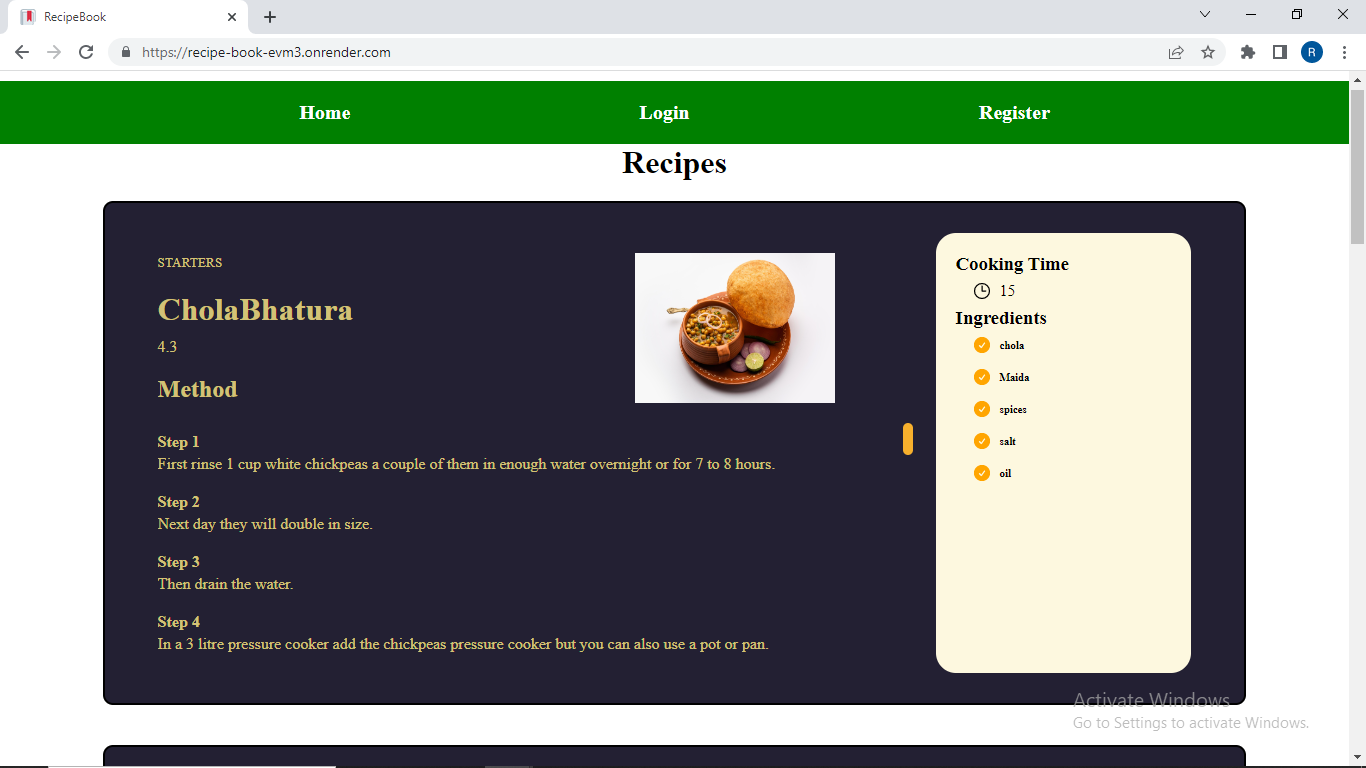 RecipeBook
https://recipe-book-evm3.onrender.com
R
Home Login Register
Recipes
STARTERS
CholaBhatura
4.3
Method
Step 1
First rinse 1 cup white chickpeas a couple of them in enough water overnight or for 7 to 8 hours.
Step 2
Next day they will double in size.
Step 3
Then drain the water.
Step 4
In a 3 litre pressure cooker add the chickpeas pressure cooker but you can also use a pot or pan.
Cooking Time
15
Ingredients
chola
Maida
spices
salt
oil
Activate Windows
Go to Settings to activate Windows.